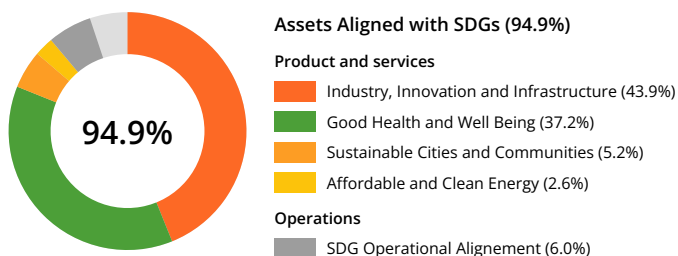 94.9%
Assets Aligned with SDGs (94.9%)
Product and services
Industry, Innovation and Infrastructure (43.9%)
Good Health and Well Being (37.2%)
Sustainable Cities and Communities (5.2%)
Affordable and Clean Energy (2.6%)
Operations
SDG Operational Alignement (6.0%)